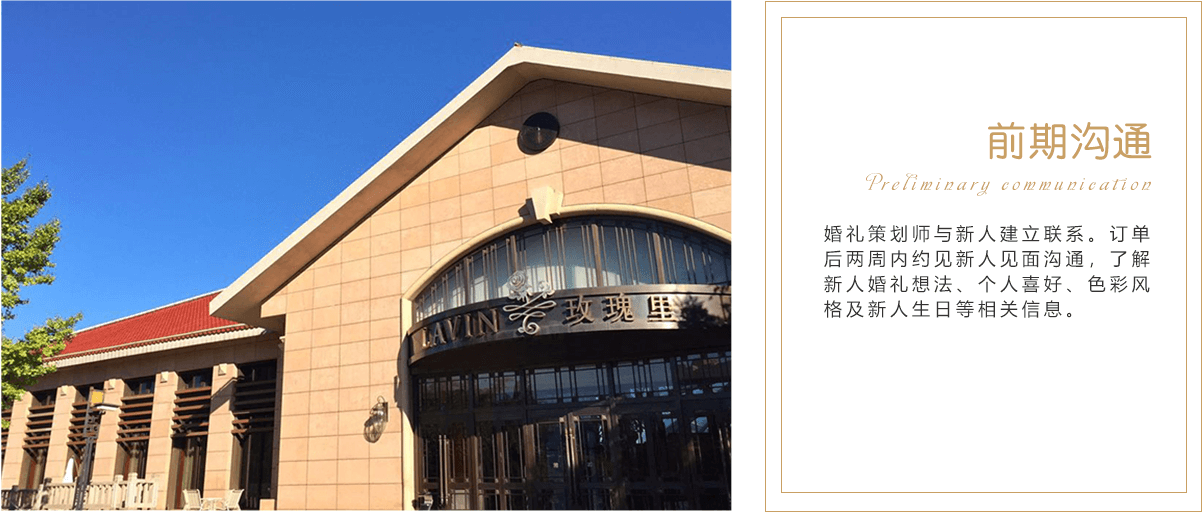 LAVIN 玫瑰里
前期沟通
Preliminary communication
婚礼策划师与新人建立联系。订单
后两周内约见新人见面沟通，了解
新人婚礼想法、个人喜好、色彩风
格及新人生日等相关信息。